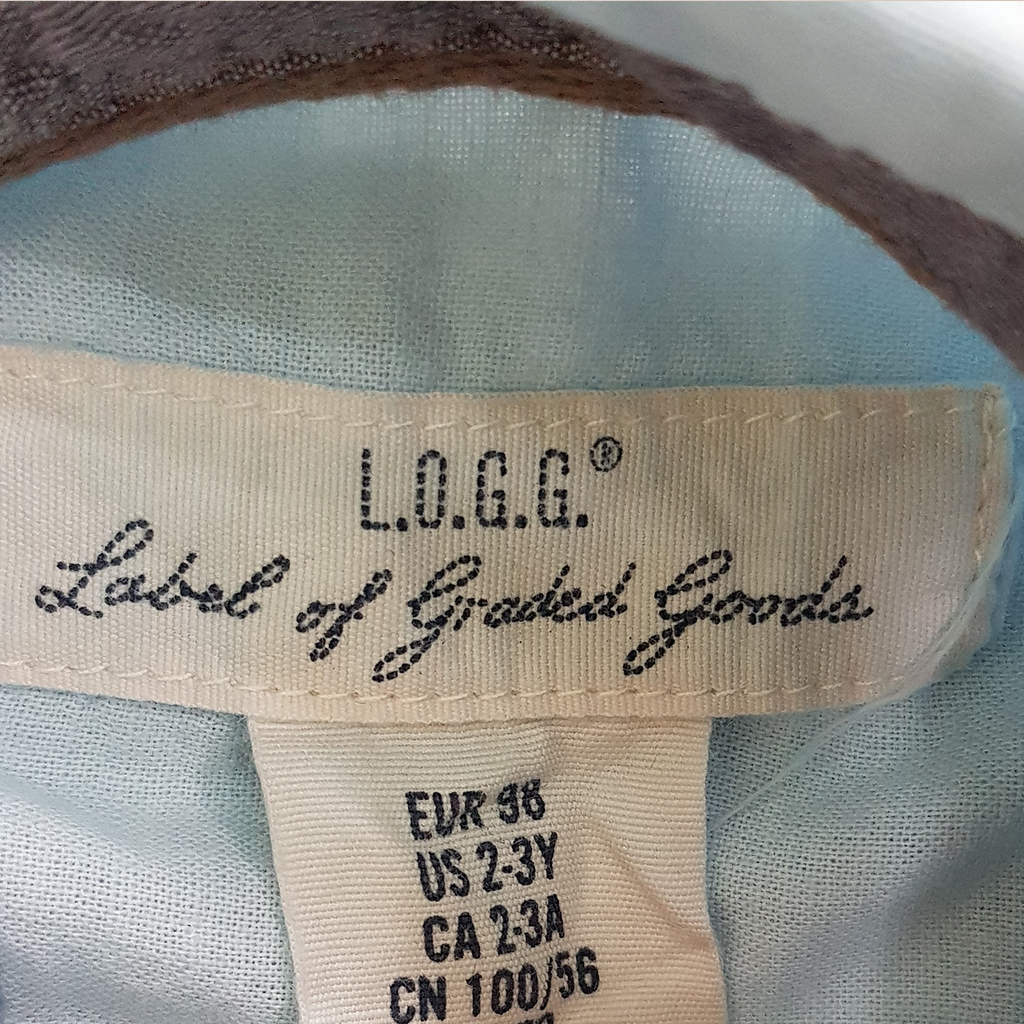 L.O.G.G.®
Label of Graded Goods
EUR 98
US 2-3Y
CA 2-3A
CN 100/56